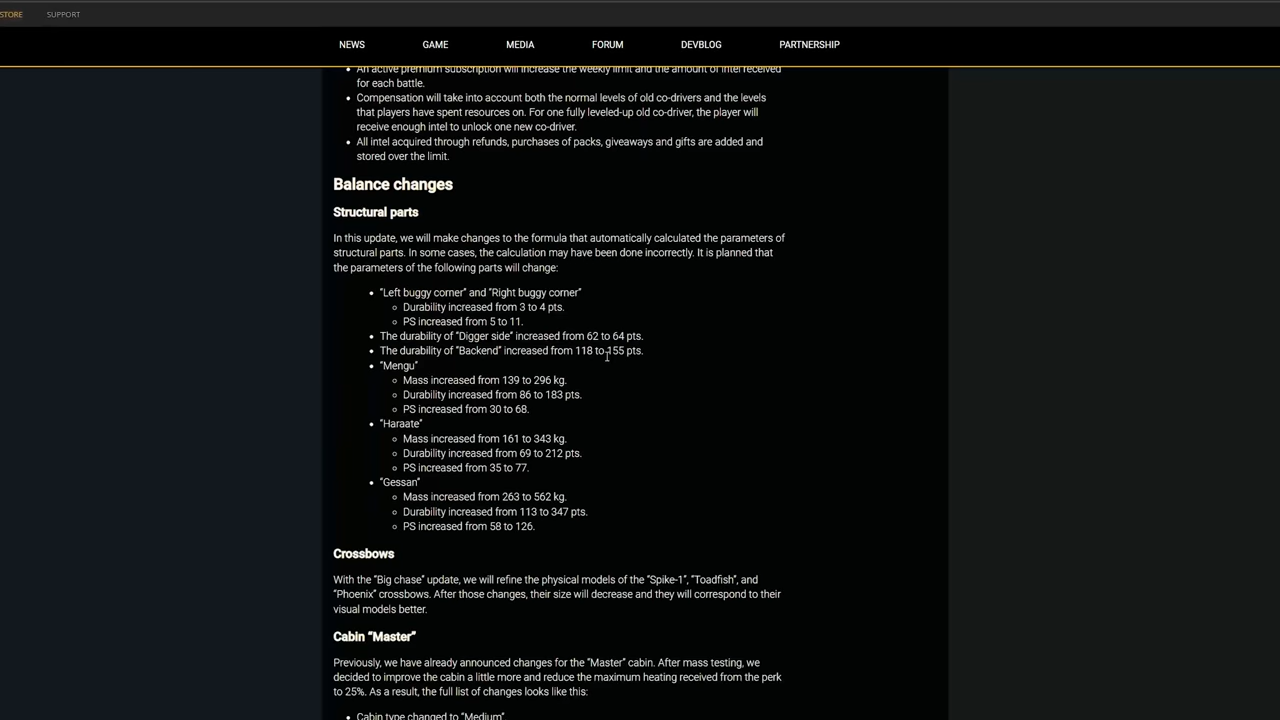 STORE SUPPORT
NEWS GAME MEDIA FORUM DEVBLOG PARTNERSHIP
An active premium subscription will increase the weekly limit and the amount of intel received
for each battle.
Compensation will take into account both the normal levels of old co-drivers and the levels
that players have spent resources on. For one fully leveled-up old co-driver, the player will
receive enough intel to unlock one new co-driver.
All intel acquired through refunds, purchases of packs, giveaways and gifts are added and
stored over the limit.
Balance changes
Structural parts
In this update, we will make changes to the formula that automatically calculated the parameters of
structural parts. In some cases, the calculation may have been done incorrectly. It is planned that
the parameters of the following parts will change:
“Left buggy corner” and “Right buggy corner”
Durability increased from 3 to 4 pts.
PS increased from 5 to 11.
The durability of “Digger side” increased from 62 to 64 pts.
The durability of “Backend” increased from 118 to 155 pts.
“Mengu”
Mass increased from 139 to 296 kg.
Durability increased from 86 to 183 pts.
PS increased from 30 to 68.
“Haraate”
Mass increased from 161 to 343 kg.
Durability increased from 69 to 212 pts.
PS increased from 35 to 77.
“Gessan”
Mass increased from 263 to 562 kg.
Durability increased from 113 to 347 pts.
PS increased from 58 to 126.
Crossbows
With the “Big chase” update, we will refine the physical models of the “Spike-1”, “Toadfish”, and
“Phoenix” crossbows. After those changes, their size will decrease and they will correspond to their
visual models better.
Cabin “Master”
Previously, we have already announced changes for the “Master” cabin. After mass testing, we
decided to improve the cabin a little more and reduce the maximum heating received from the perk
to 25%. As a result, the full list of changes looks like this:
Cabin type changed to “Medium”